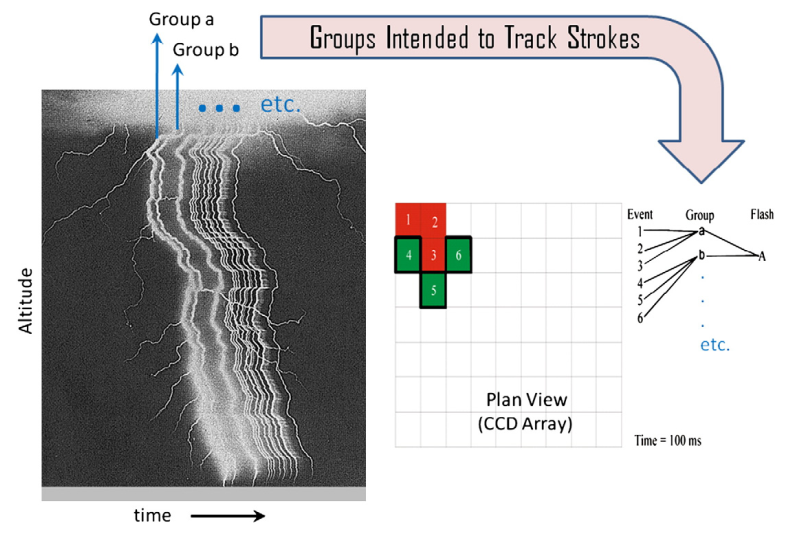 Group a
Group b
Groups Intended to Track Strokes
... etc.
Altitude
time
1 2
4 3 6
5
Plan View
(CCD Array)
Event Group Flash
1 a
2
b A
3
4 .
5 .
6 .
etc.
Time = 100 ms